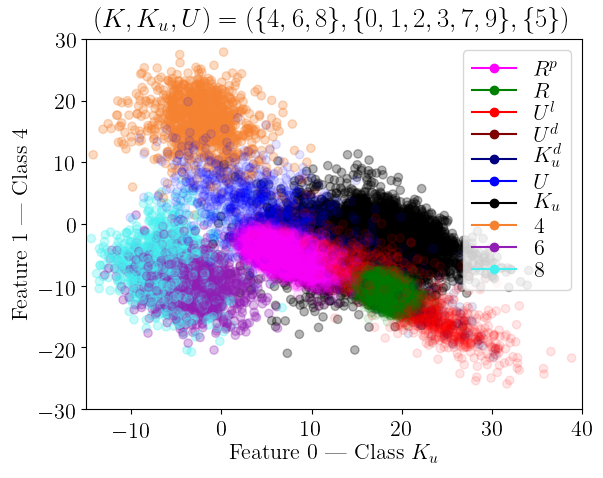 (K, K_u, U) = ({4, 6, 8}, {0, 1, 2, 3, 7, 9}, {5})
30
20
10
0
−10
−20
−30
Feature 1 — Class 4
R^p
R
U^l
U^d
K_u^d
U
K_u
4
6
8
−10
0
10
20
30
40
Feature 0 — Class K_u